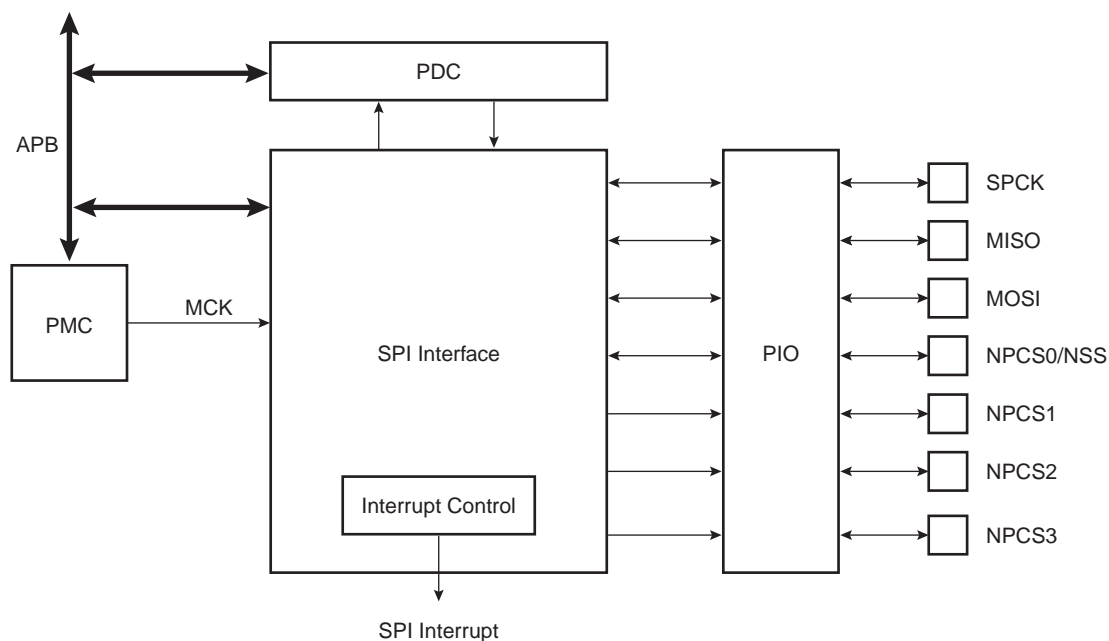 PDC
APB
SPCK
MISO
MCK
MOSI
PMC
SPI Interface
PIO
NPCS0/NSS
NPCS1
NPCS2
Interrupt Control
NPCS3
SPI Interrupt